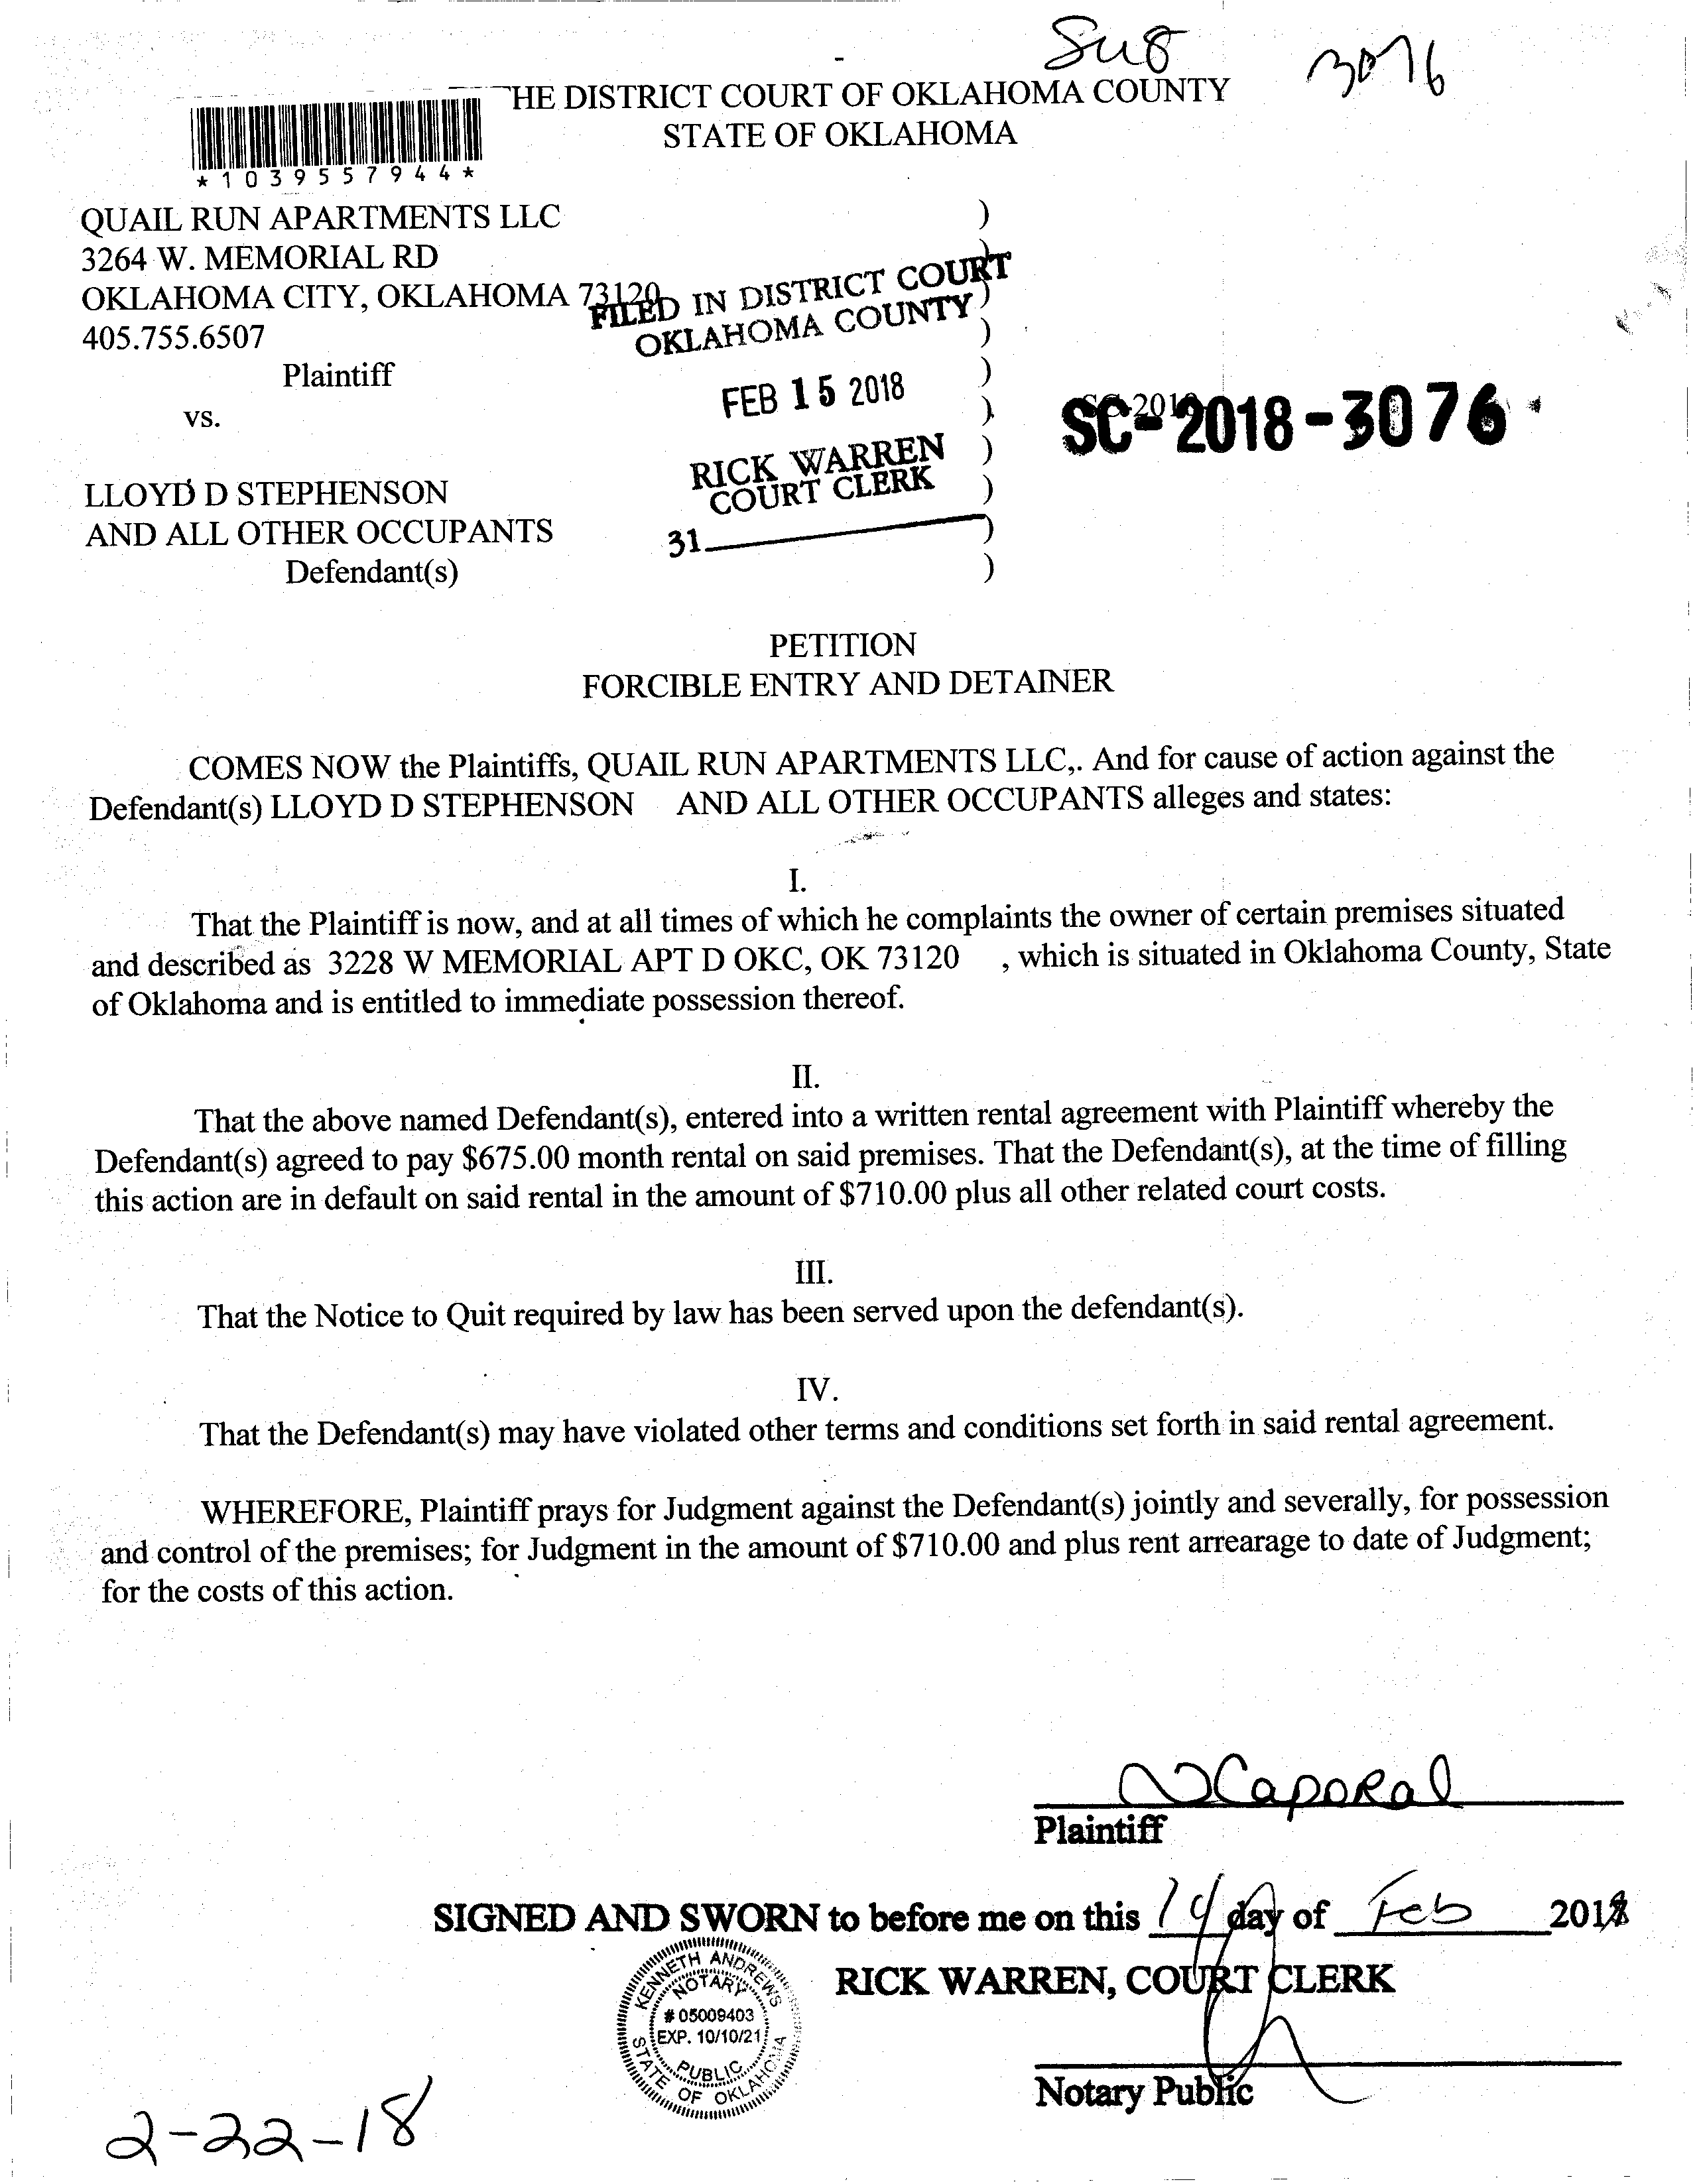 Su8 3076
THE DISTRICT COURT OF OKLAHOMA COUNTY
STATE OF OKLAHOMA
*1039557944*
QUAIL RUN APARTMENTS LLC )
3264 W. MEMORIAL RD )
OKLAHOMA CITY, OKLAHOMA 73120 )
405.755.6507 )
Plaintiff )
vs. )
FILED IN DISTRICT COURT
OKLAHOMA COUNTY
FEB 15 2018
RICK WARREN
COURT CLERK
31
SC-2018-3076
LLOYD D STEPHENSON )
AND ALL OTHER OCCUPANTS )
Defendant(s) )
PETITION
FORCIBLE ENTRY AND DETAINER
COMES NOW the Plaintiffs, QUAIL RUN APARTMENTS LLC,. And for cause of action against the
Defendant(s) LLOYD D STEPHENSON AND ALL OTHER OCCUPANTS alleges and states:
I.
That the Plaintiff is now, and at all times of which he complaints the owner of certain premises situated
and described as 3228 W MEMORIAL APT D OKC, OK 73120 , which is situated in Oklahoma County, State
of Oklahoma and is entitled to immediate possession thereof.
II.
That the above named Defendant(s), entered into a written rental agreement with Plaintiff whereby the
Defendant(s) agreed to pay $675.00 month rental on said premises. That the Defendant(s), at the time of filling
this action are in default on said rental in the amount of $710.00 plus all other related court costs.
III.
That the Notice to Quit required by law has been served upon the defendant(s).
IV.
That the Defendant(s) may have violated other terms and conditions set forth in said rental agreement.
WHEREFORE, Plaintiff prays for Judgment against the Defendant(s) jointly and severally, for possession
and control of the premises; for Judgment in the amount of $710.00 and plus rent arrearage to date of Judgment;
for the costs of this action.
NCaporal
Plaintiff
SIGNED AND SWORN to before me on this 14 day of Feb 2018
RICK WARREN, COURT CLERK
KENNETH ANDREWS
NOTARY
# 05009403
EXP. 10/10/21
PUBLIC
STATE OF OKLAHOMA
Notary Public
2-22-18